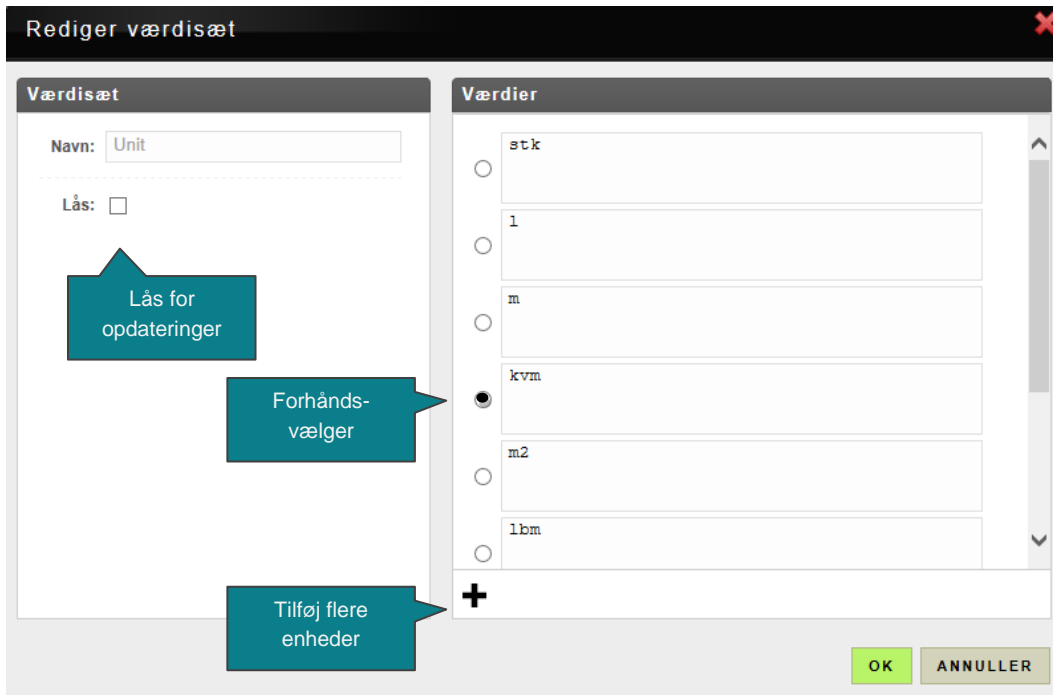 Rediger værdisæt
Værdisæt
Navn: Unit
Lås:
Lås for
opdateringer
Forhånds-
vælger
Tilføj flere
enheder
Værdier
stk
l
m
kvm
m2
lbm
OK
ANNULLER